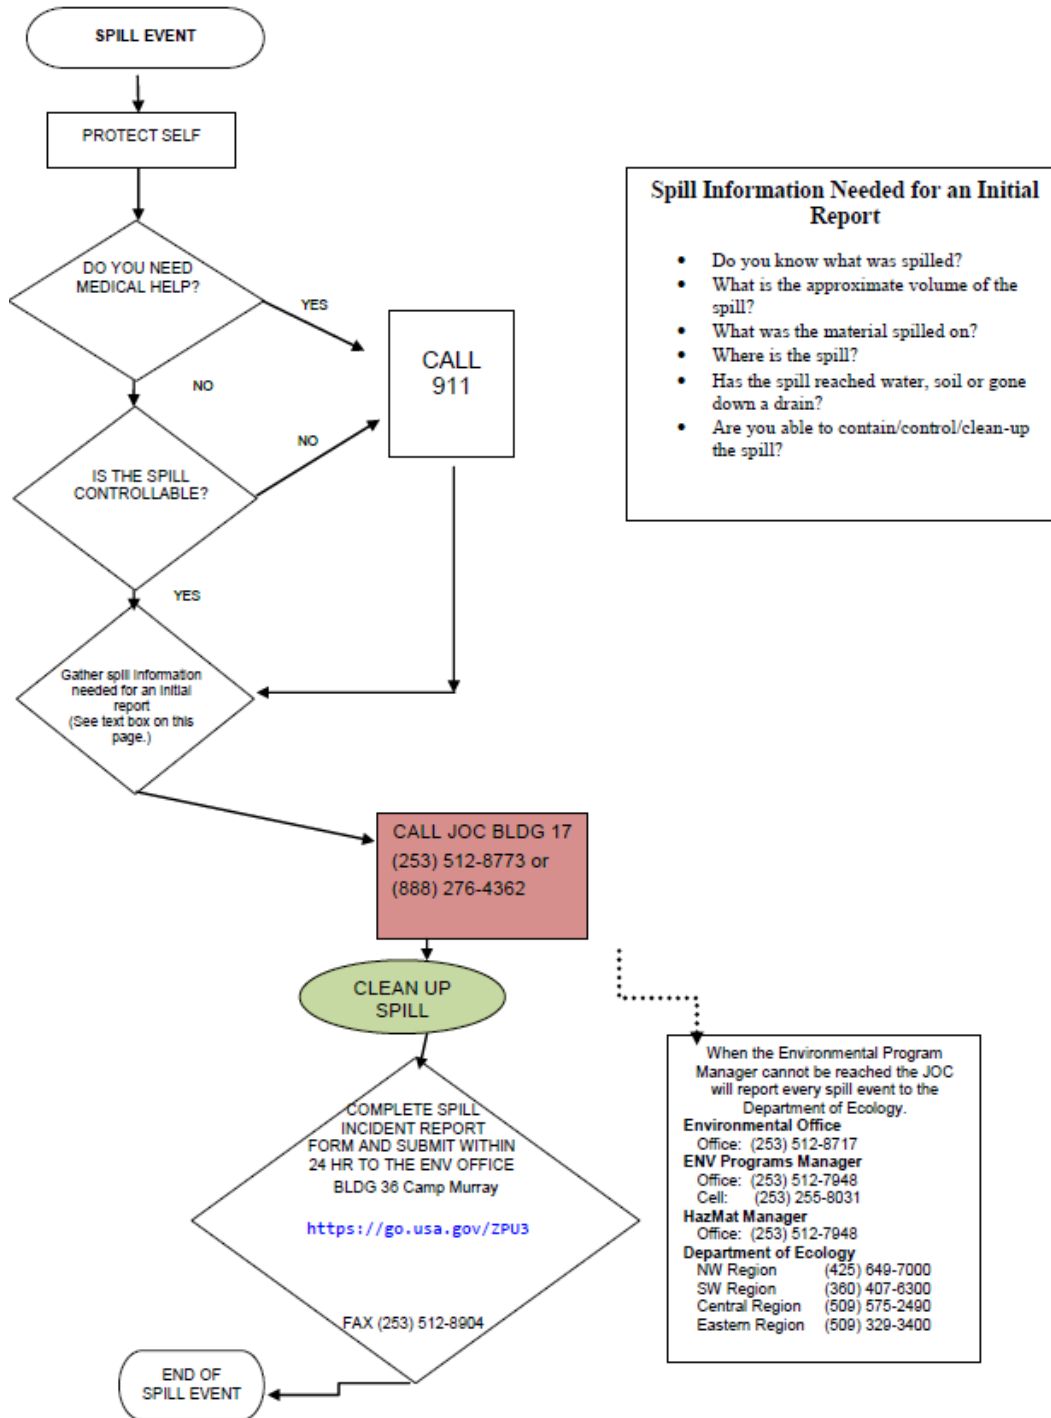 SPILL EVENT
PROTECT SELF
DO YOU NEED
MEDICAL HELP?
YES
NO
CALL
911
IS THE SPILL
CONTROLLABLE?
NO
YES
Gather spill information
needed for an initial
report
(See text box on this
page.)
Spill Information Needed for an Initial
Report
• Do you know what was spilled?
• What is the approximate volume of the
spill?
• What was the material spilled on?
• Where is the spill?
• Has the spill reached water, soil or gone
down a drain?
• Are you able to contain/control/clean-up
the spill?
CALL JOC BLDG 17
(253) 512-8773 or
(888) 276-4362
CLEAN UP
SPILL
COMPLETE SPILL
INCIDENT REPORT
FORM AND SUBMIT WITHIN
24 HR TO THE ENV OFFICE
BLDG 36 Camp Murray
https://go.usa.gov/ZPU3
FAX (253) 512-8904
When the Environmental Program
Manager cannot be reached the JOC
will report every spill event to the
Department of Ecology.
Environmental Office
Office: (253) 512-8717
ENV Programs Manager
Office: (253) 512-7948
Cell: (253) 255-8031
HazMat Manager
Office: (253) 512-7948
Department of Ecology
NW Region (425) 649-7000
SW Region (360) 407-6300
Central Region (509) 575-2490
Eastern Region (509) 329-3400
END OF
SPILL EVENT